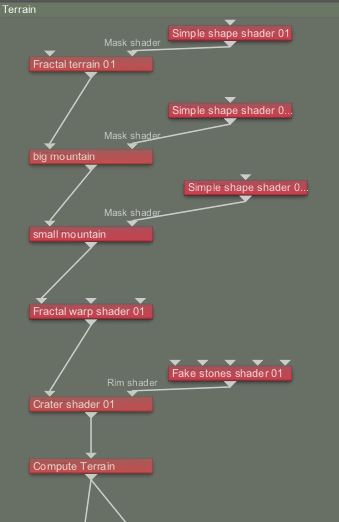 Terrain
Simple shape shader 01
Mask shader
Fractal terrain 01
Simple shape shader 0...
Mask shader
big mountain
Simple shape shader 0...
Mask shader
small mountain
Fractal warp shader 01
Fake stones shader 01
Rim shader
Crater shader 01
Compute Terrain